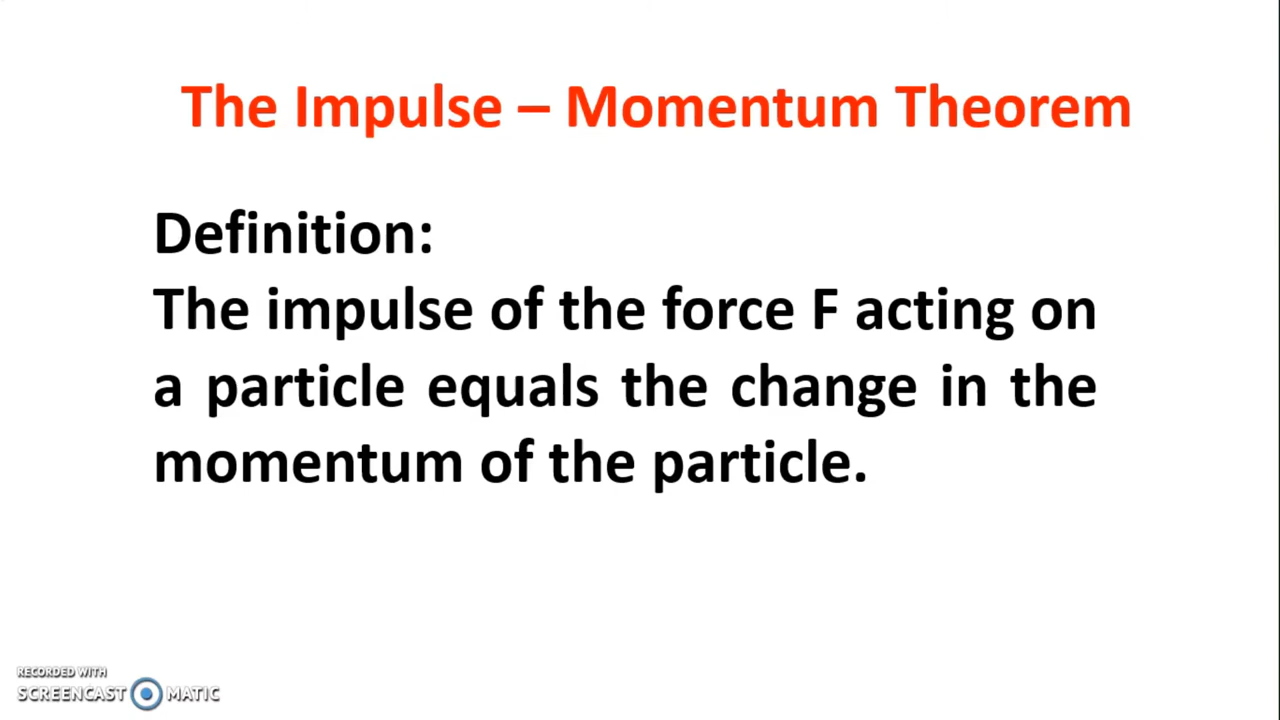 The Impulse – Momentum Theorem
Definition:
The impulse of the force F acting on
a particle equals the change in the
momentum of the particle.
RECORDED WITH
SCREENCAST MATIC